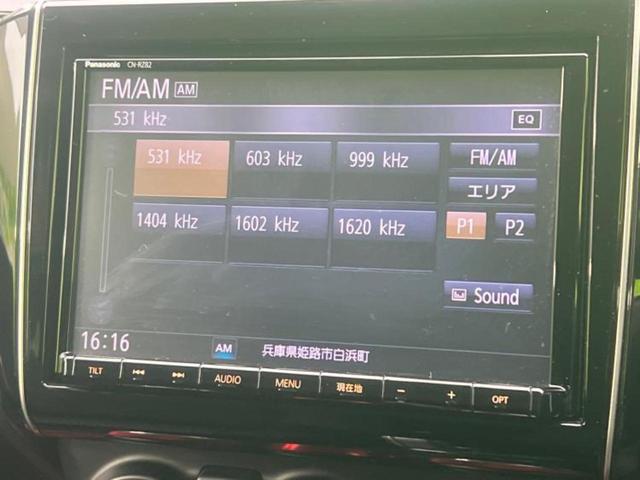 Panasonic CN-RZ82
FM/AM AM
531 kHz EQ
531 kHz 603 kHz 999 kHz FM/AM
エリア
1404 kHz 1602 kHz 1620 kHz P1 P2
Sound
16:16 AM 兵庫県姫路市白浜町
TILT AUDIO MENU 現在地 − + OPT